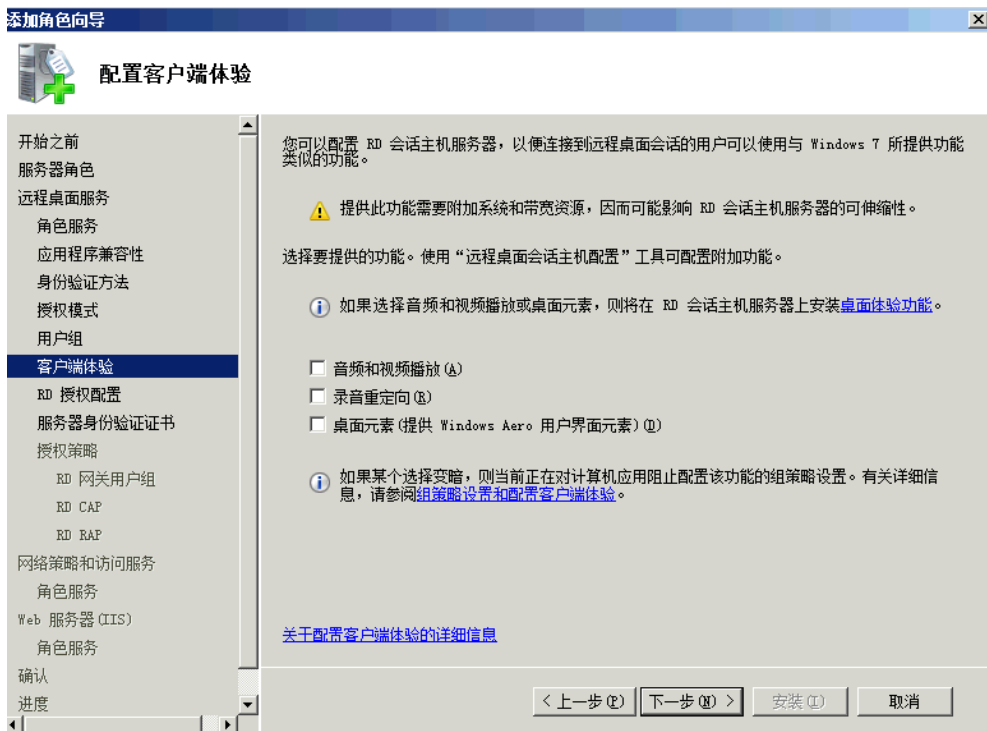 添加角色向导
配置客户端体验
开始之前
服务器角色
远程桌面服务
角色服务
应用程序兼容性
身份验证方法
授权模式
用户组
客户端体验
RD 授权配置
服务器身份验证证书
授权策略
RD 网关用户组
RD CAP
RD RAP
网络策略和访问服务
角色服务
Web 服务器(IIS)
角色服务
确认
进度
您可以配置 RD 会话主机服务器，以便连接到远程桌面会话的用户可以使用与 Windows 7 所提供功能
类似的功能。
提供此功能需要附加系统和带宽资源，因而可能影响 RD 会话主机服务器的可伸缩性。
选择要提供的功能。使用“远程桌面会话主机配置”工具可配置附加功能。
如果选择音频和视频播放或桌面元素，则将在 RD 会话主机服务器上安装桌面体验功能。
音频和视频播放(A)
录音重定向(R)
桌面元素(提供 Windows Aero 用户界面元素)(D)
如果某个选择变暗，则当前正在对计算机应用阻止配置该功能的组策略设置。有关详细信
息，请参阅组策略设置和配置客户端体验。
关于配置客户端体验的详细信息
< 上一步(P)
下一步(N) >
安装(I)
取消